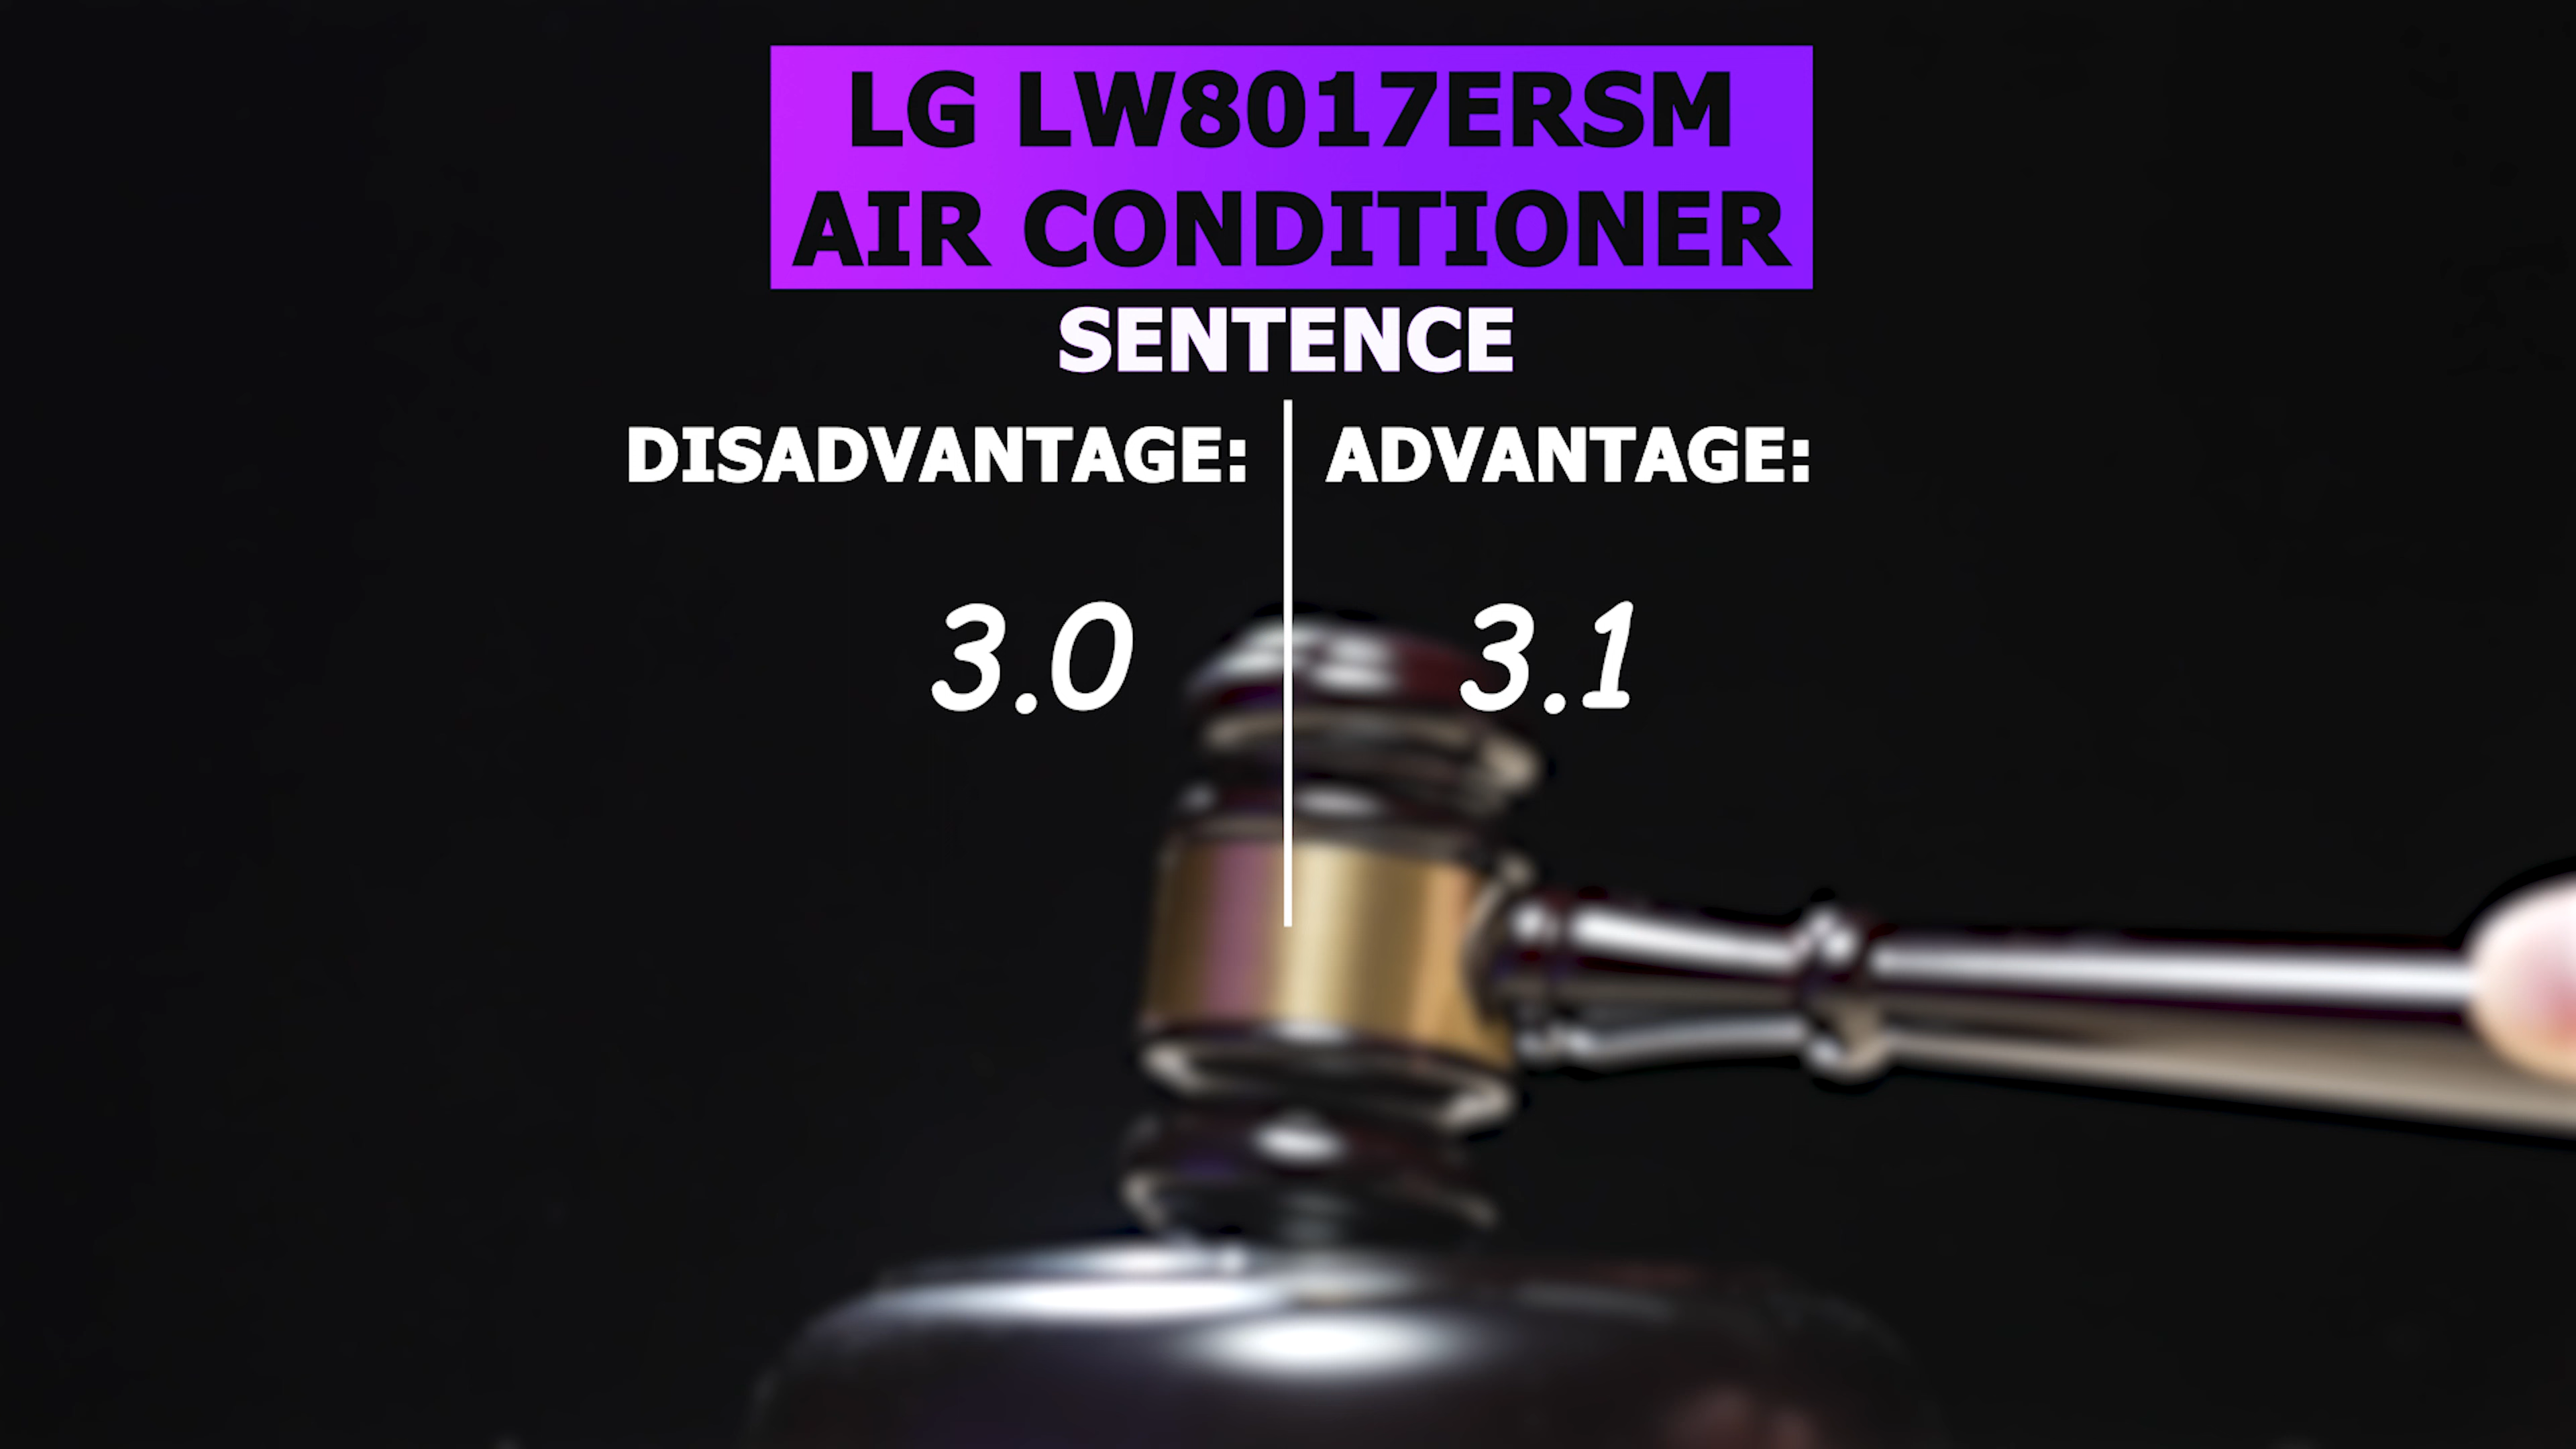 LG LW8017ERSM
AIR CONDITIONER
SENTENCE
DISADVANTAGE:
ADVANTAGE:
3.0
3.1